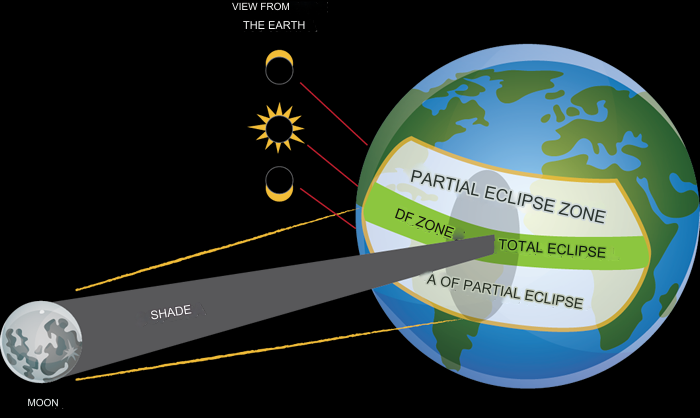 VIEW FROM
THE EARTH
PARTIAL ECLIPSE ZONE
DF ZONE
TOTAL ECLIPSE
A OF PARTIAL ECLIPSE
SHADE
MOON